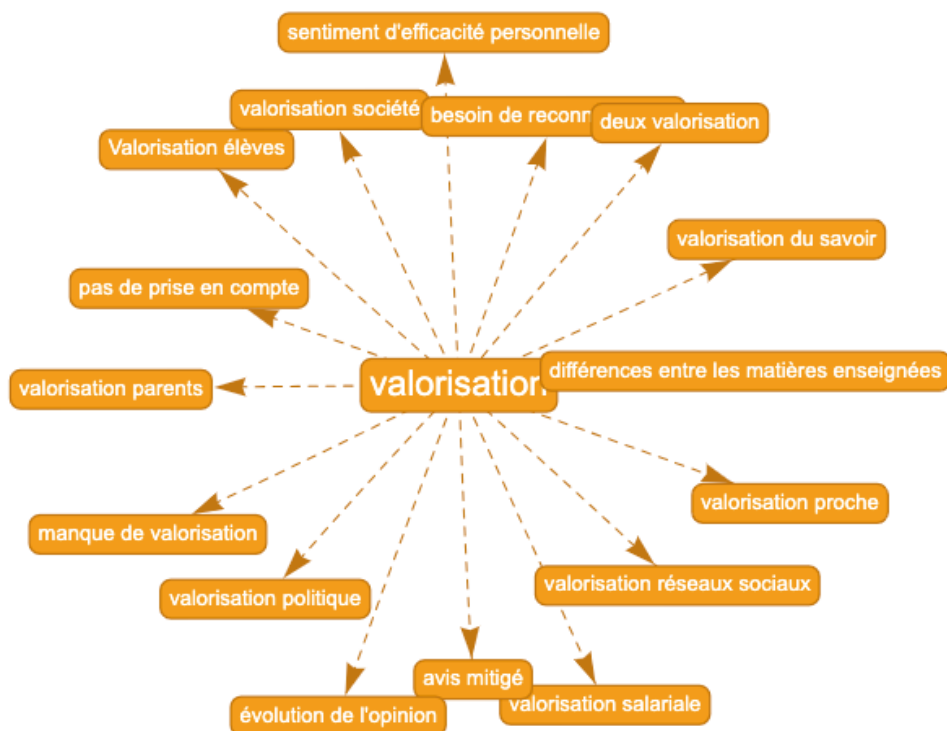 sentiment d'efficacité personnelle
valorisation société
besoin de reconn
deux valorisation
Valorisation élèves
valorisation du savoir
pas de prise en compte
valorisation
différences entre les matières enseignées
valorisation parents
valorisation proche
manque de valorisation
valorisation réseaux sociaux
valorisation politique
avis mitigé
valorisation salariale
évolution de l'opinion